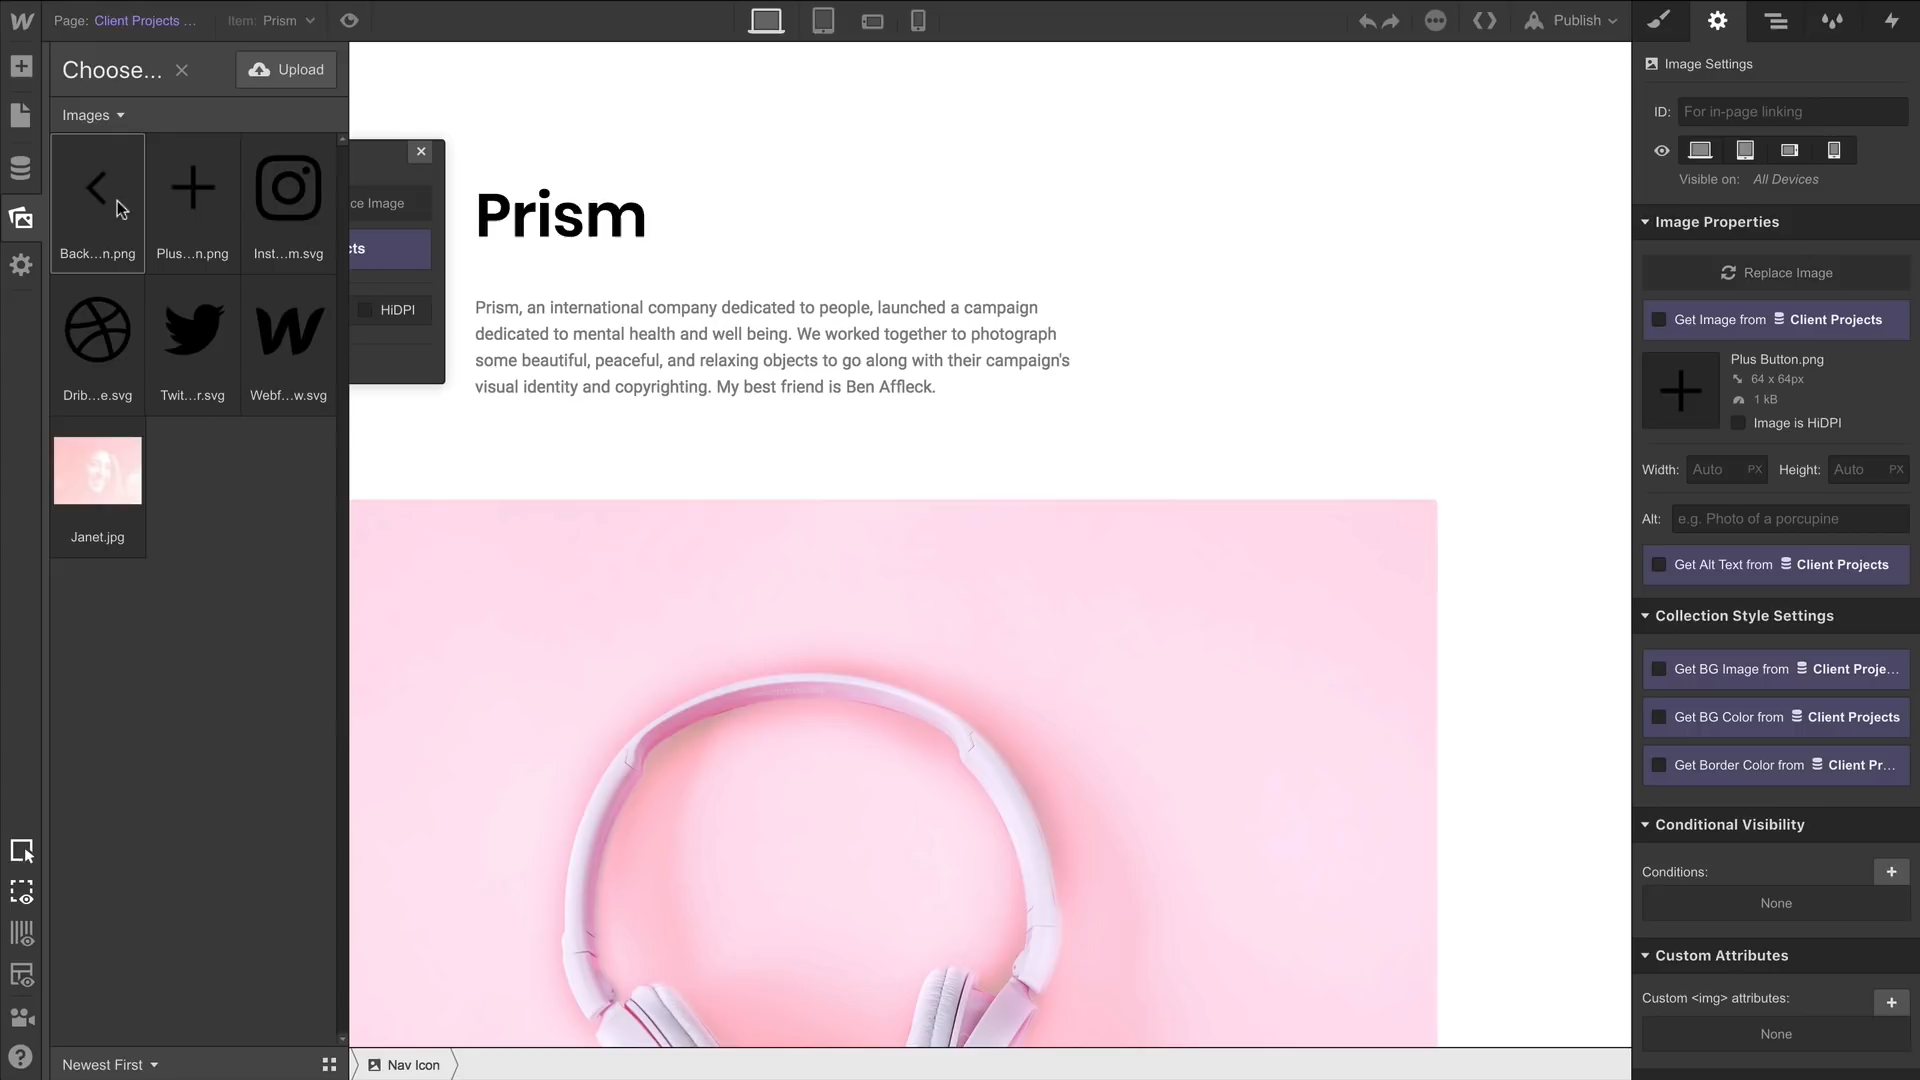 Page: Client Projects ...
Item: Prism
Publish
Choose...
Upload
Images
Back...n.png
Plus...n.png
Inst...m.svg
Drib...e.svg
Twit...r.svg
Webf...w.svg
Janet.jpg
Newest First
ce Image
cts
HiDPI
Prism
Prism, an international company dedicated to people, launched a campaign
dedicated to mental health and well being. We worked together to photograph
some beautiful, peaceful, and relaxing objects to go along with their campaign's
visual identity and copyrighting. My best friend is Ben Affleck.
Nav Icon
Image Settings
ID: For in-page linking
Visible on: All Devices
Image Properties
Replace Image
Get Image from Client Projects
Plus Button.png
64 x 64px
1 kB
Image is HiDPI
Width: Auto PX Height: Auto PX
Alt: e.g. Photo of a porcupine
Get Alt Text from Client Projects
Collection Style Settings
Get BG Image from Client Proje...
Get BG Color from Client Projects
Get Border Color from Client Pr...
Conditional Visibility
Conditions:
None
Custom Attributes
Custom <img> attributes:
None